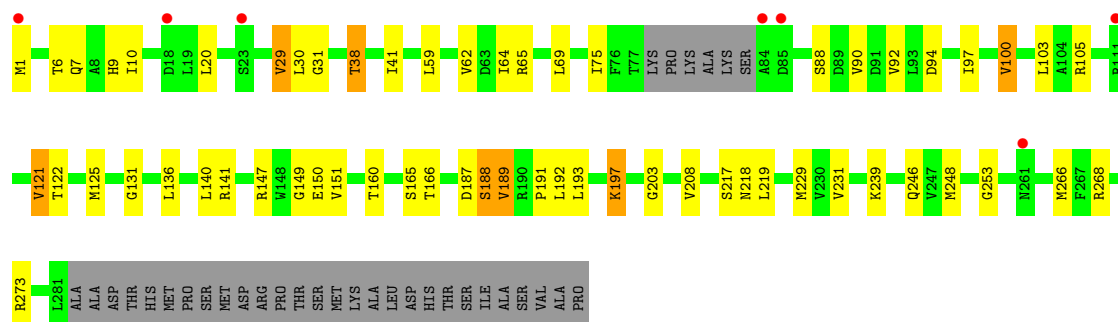 M1 T6 Q7 A8 H9 I10 D18 L19 L20 S23 V29 L30 G31 T38 I41 L59 V62 D63 I64 R65 L69 I75 F76 T77 LYS PRO LYS ALA LYS SER A84 D85 S88 D89 V90 D91 V92 L93 D94 I97 V100 L103 A104 R105
V121 T122 M125 G131 L136 L140 R141 R147 W148 G149 E150 V151 T160 S165 T166 D187 S188 V189 R190 P191 L192 L193 K197 G203 V208 S217 N218 L219 M229 V230 V231 K239 Q246 V247 M248 G253 N261 M266 F267 R268
R273 L281 ALA ALA ASP THR HIS MET PRO SER MET ASP ARG PRO THR SER MET LYS ALA LEU ASP HIS THR SER ILE ALA SER VAL ALA PRO